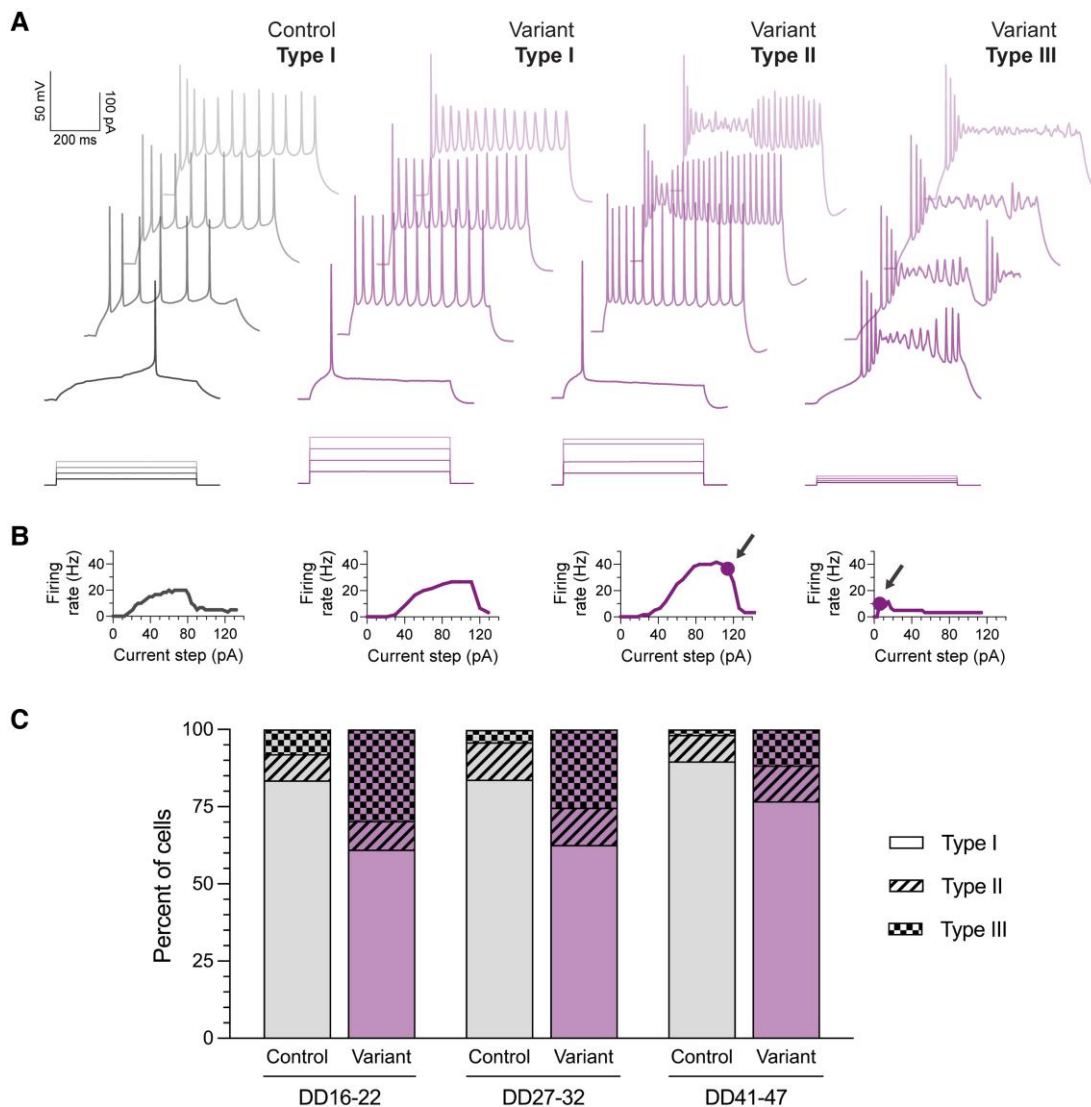 A
Control
Type I
Variant
Type I
Variant
Type II
Variant
Type III
50 mV
100 pA
200 ms
B
Firing
rate (Hz)
40
20
0
0 40 80 120
Current step (pA)
Firing
rate (Hz)
40
20
0
0 40 80 120
Current step (pA)
Firing
rate (Hz)
40
20
0
0 40 80 120
Current step (pA)
Firing
rate (Hz)
40
20
0
0 40 80 120
Current step (pA)
C
Percent of cells
100
75
50
25
0
Control Variant Control Variant Control Variant
DD16-22 DD27-32 DD41-47
Type I
Type II
Type III